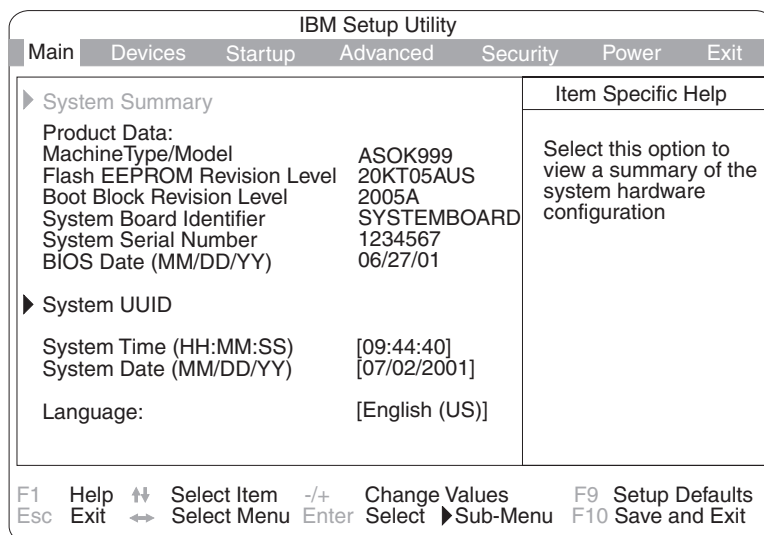 IBM Setup Utility
Main Devices Startup Advanced Security Power Exit
System Summary
Product Data:
MachineType/Model ASOK999
Flash EEPROM Revision Level 20KT05AUS
Boot Block Revision Level 2005A
System Board Identifier SYSTEMBOARD
System Serial Number 1234567
BIOS Date (MM/DD/YY) 06/27/01
System UUID
System Time (HH:MM:SS) [09:44:40]
System Date (MM/DD/YY) [07/02/2001]
Language: [English (US)]
Item Specific Help
Select this option to
view a summary of the
system hardware
configuration
F1 Help Select Item -/+ Change Values F9 Setup Defaults
Esc Exit Select Menu Enter Select Sub-Menu F10 Save and Exit